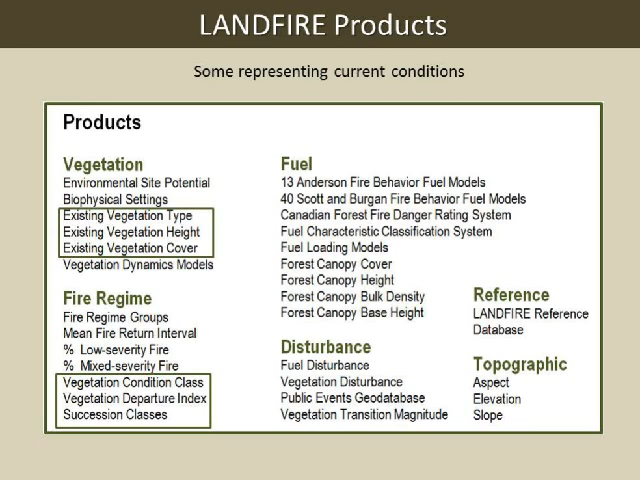 LANDFIRE Products
Some representing current conditions
Products
Vegetation
Environmental Site Potential
Biophysical Settings
Existing Vegetation Type
Existing Vegetation Height
Existing Vegetation Cover
Vegetation Dynamics Models
Fire Regime
Fire Regime Groups
Mean Fire Return Interval
% Low-severity Fire
% Mixed-severity Fire
Vegetation Condition Class
Vegetation Departure Index
Succession Classes
Fuel
13 Anderson Fire Behavior Fuel Models
40 Scott and Burgan Fire Behavior Fuel Models
Canadian Forest Fire Danger Rating System
Fuel Characteristic Classification System
Fuel Loading Models
Forest Canopy Cover
Forest Canopy Height
Forest Canopy Bulk Density
Forest Canopy Base Height
Disturbance
Fuel Disturbance
Vegetation Disturbance
Public Events Geodatabase
Vegetation Transition Magnitude
Reference
LANDFIRE Reference
Database
Topographic
Aspect
Elevation
Slope